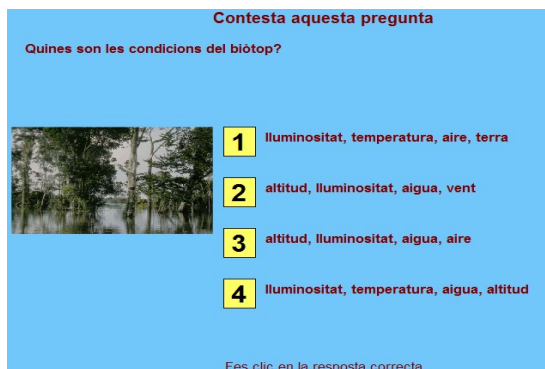 Contesta aquesta pregunta
Quines son les condicions del biòtop?
1 lluminositat, temperatura, aire, terra
2 altitud, lluminositat, aigua, vent
3 altitud, lluminositat, aigua, aire
4 lluminositat, temperatura, aigua, altitud
Fes clic en la resposta correcta